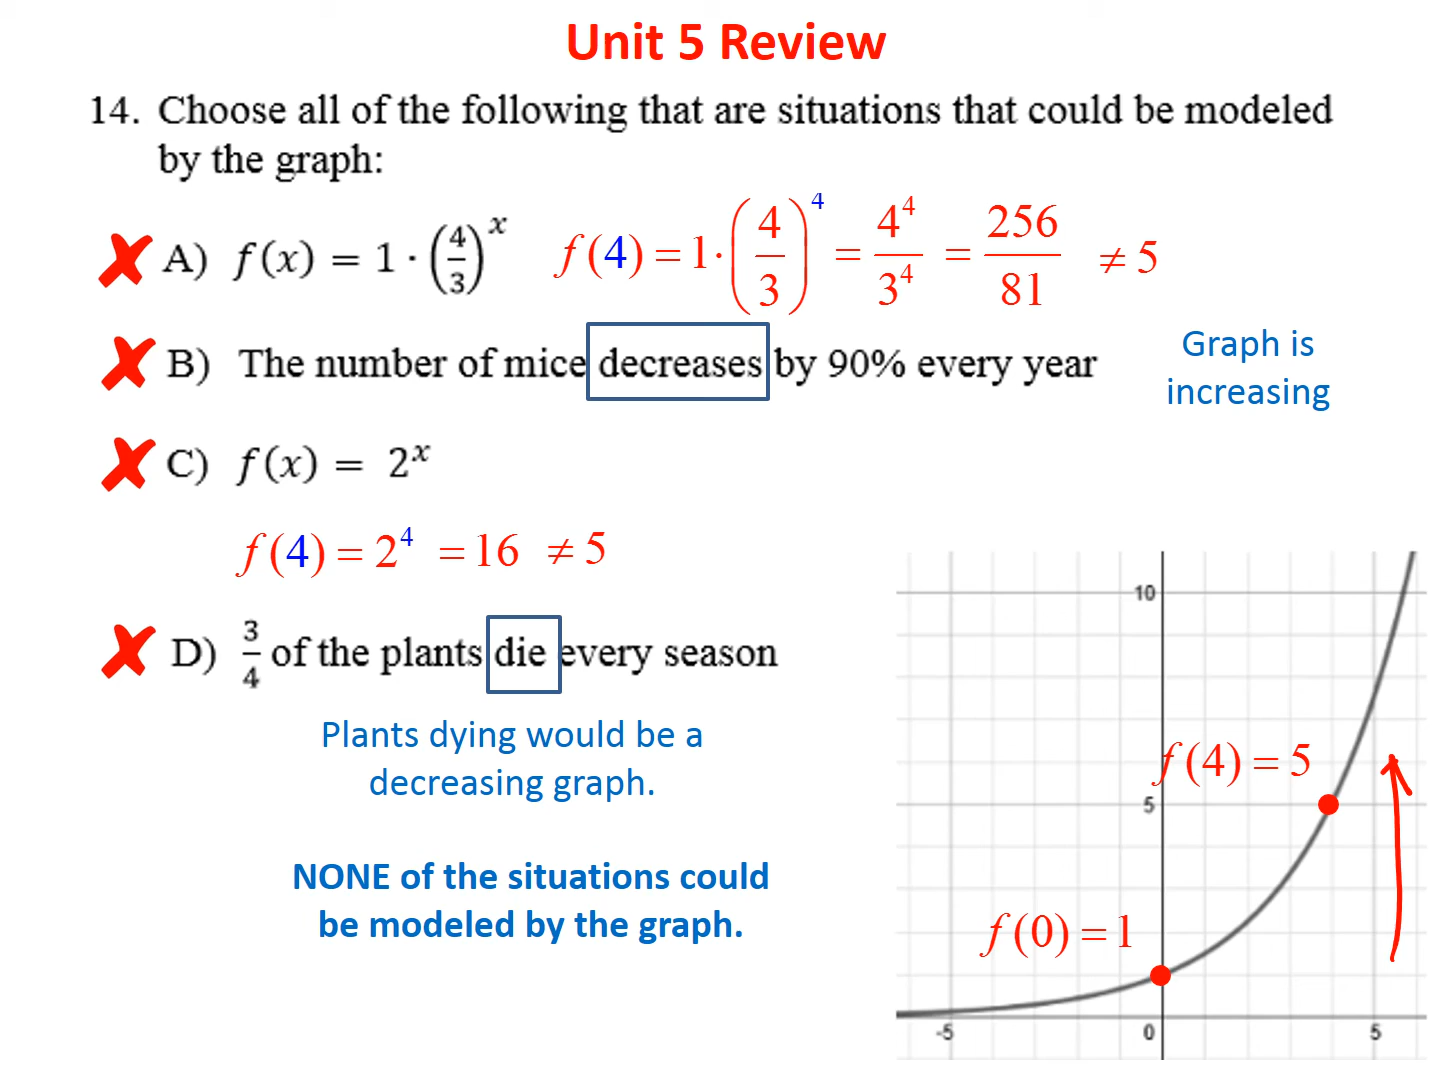 Unit 5 Review
14. Choose all of the following that are situations that could be modeled
by the graph:
✘ A) f(x) = 1 · (4/3)^x   f(4) = 1·(4/3)^4 = 4^4/3^4 = 256/81 ≠ 5
✘ B) The number of mice decreases by 90% every year
Graph is
increasing
✘ C) f(x) = 2^x
f(4) = 2^4 = 16 ≠ 5
✘ D) 3/4 of the plants die every season
Plants dying would be a
decreasing graph.
NONE of the situations could
be modeled by the graph.
10
f(4) = 5
5
f(0) = 1
-5 0 5